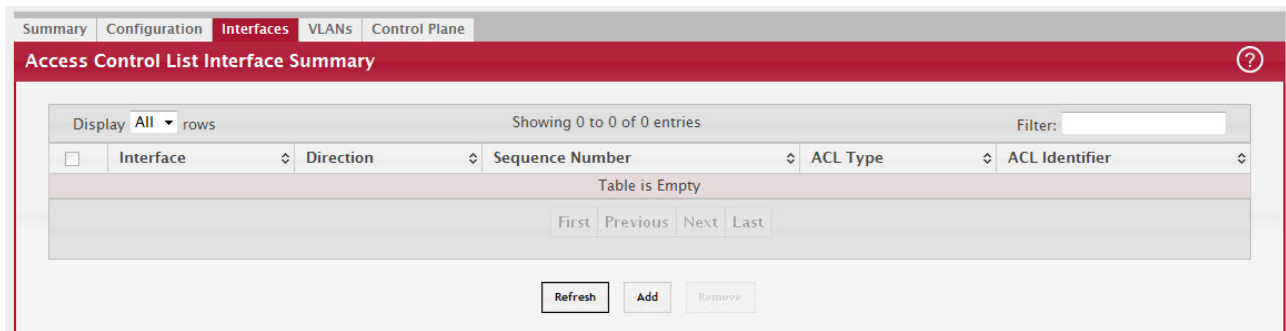 Summary Configuration Interfaces VLANs Control Plane
Access Control List Interface Summary ?
Display All rows Showing 0 to 0 of 0 entries Filter:
Interface Direction Sequence Number ACL Type ACL Identifier
Table is Empty
First Previous Next Last
Refresh Add Remove